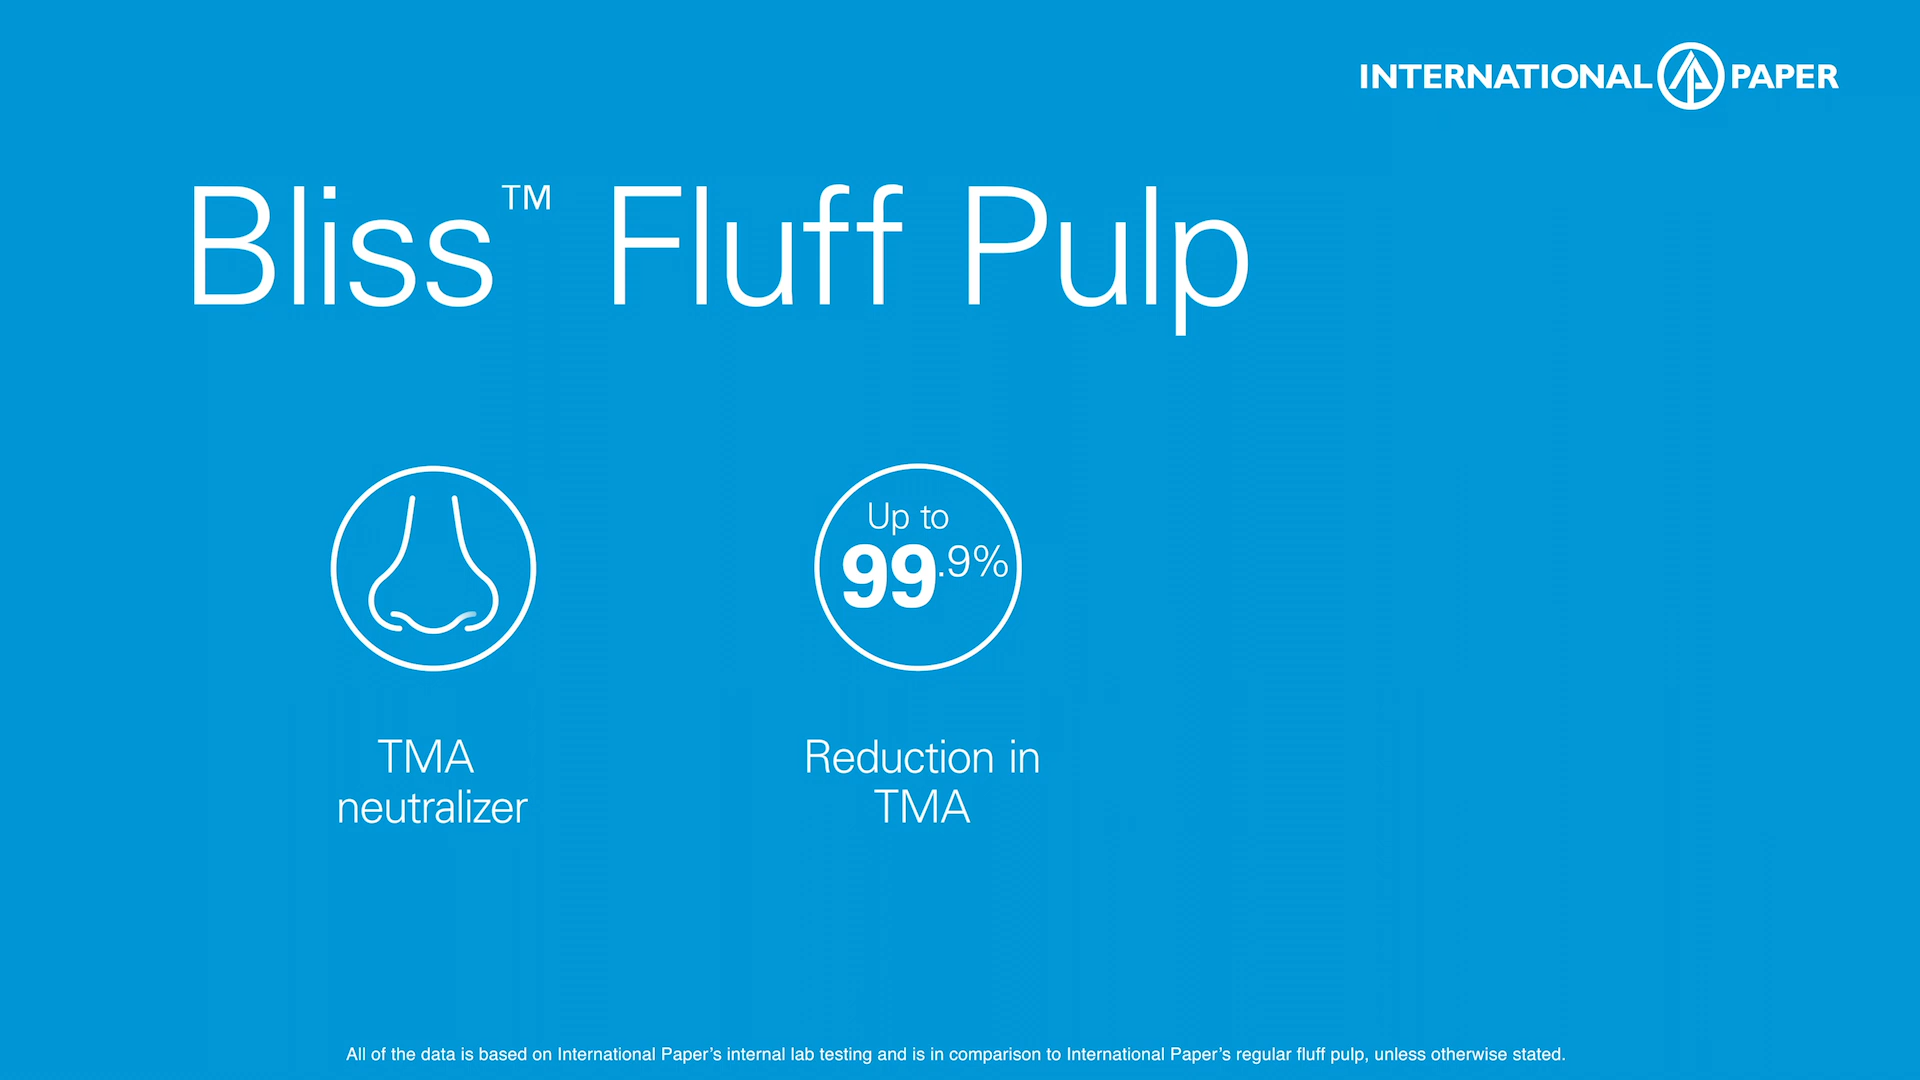 INTERNATIONAL PAPER
Bliss™ Fluff Pulp
Up to
99.9%
TMA
neutralizer
Reduction in
TMA
All of the data is based on International Paper’s internal lab testing and is in comparison to International Paper’s regular fluff pulp, unless otherwise stated.